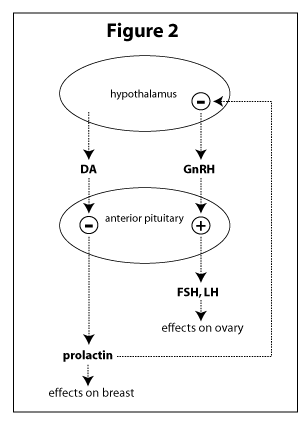 Figure 2
hypothalamus
-
DA
GnRH
-
anterior pituitary
+
FSH, LH
effects on ovary
prolactin
effects on breast